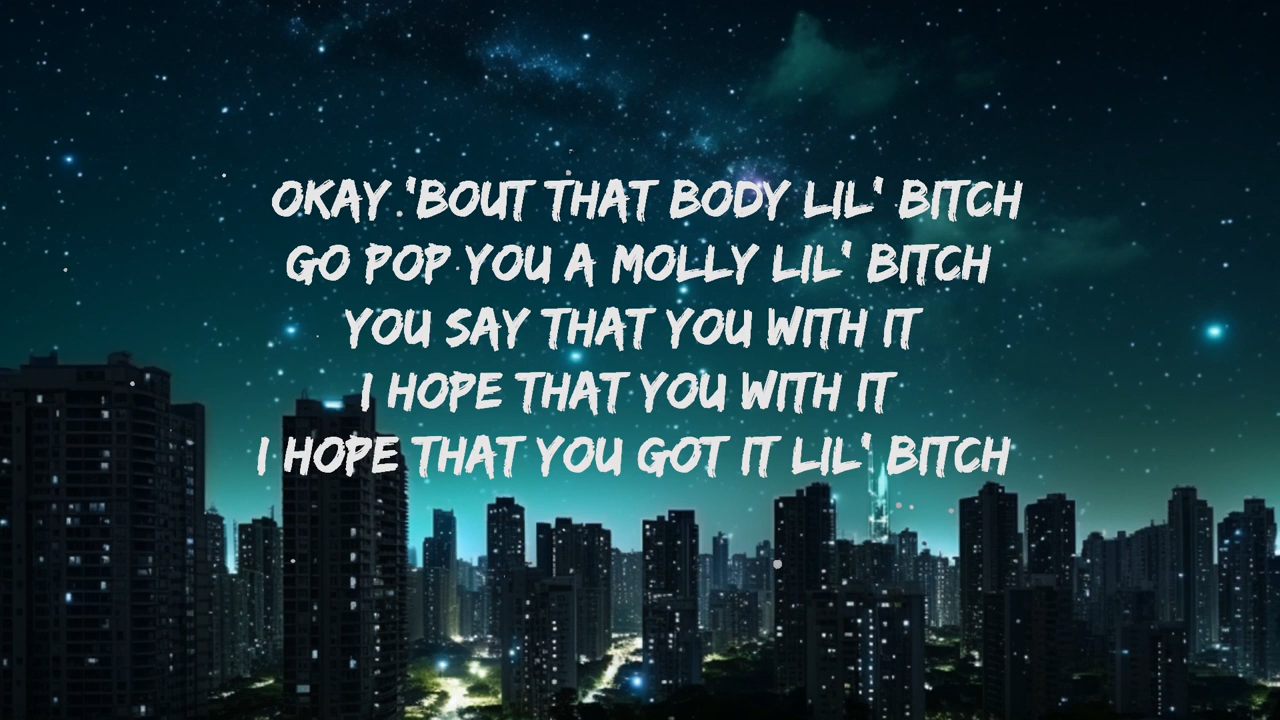 OKAY 'BOUT THAT BODY LIL' BITCH
GO POP YOU A MOLLY LIL' BITCH
YOU SAY THAT YOU WITH IT
I HOPE THAT YOU WITH IT
I HOPE THAT YOU GOT IT LIL' BITCH